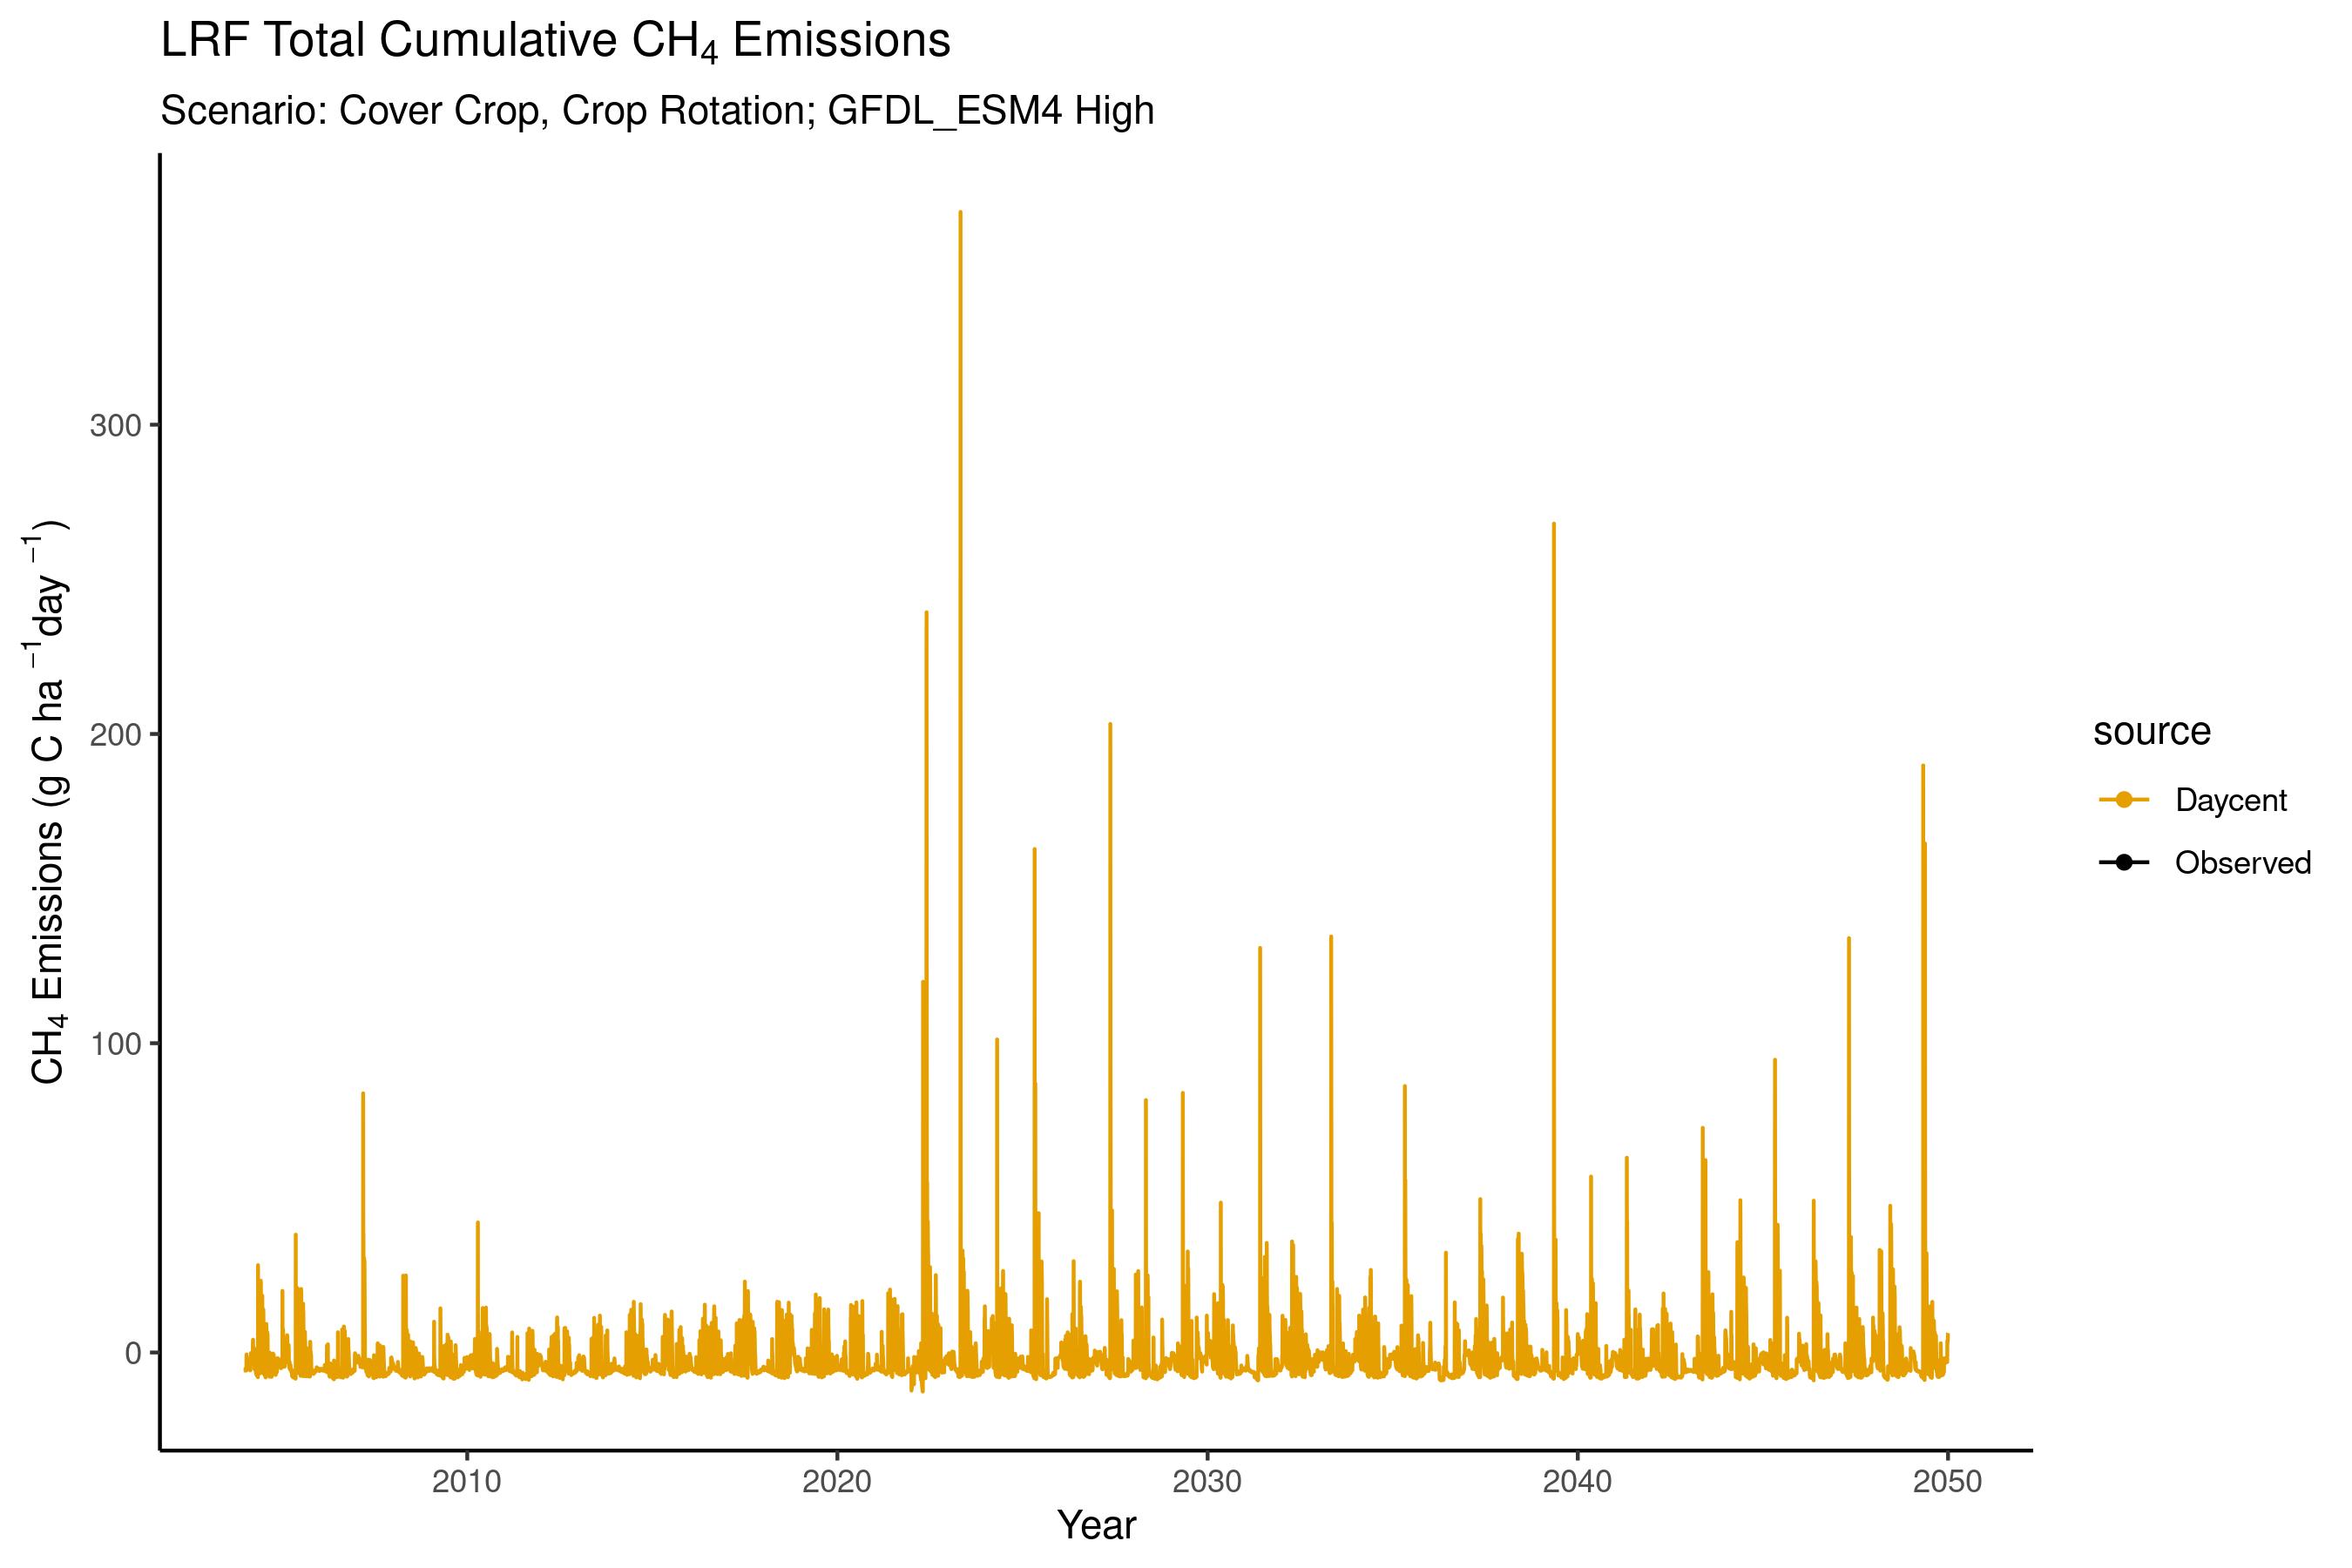 LRF Total Cumulative CH₄ Emissions
Scenario: Cover Crop, Crop Rotation; GFDL_ESM4 High
CH₄ Emissions (g C ha ⁻¹day ⁻¹)
300
200
100
0
2010
2020
2030
2040
2050
Year
source
Daycent
Observed